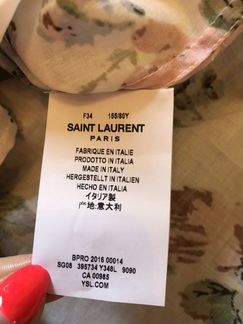 F34 155/80Y
SAINT LAURENT
PARIS
FABRIQUE EN ITALIE
PRODOTTO IN ITALIA
MADE IN ITALY
HERGESTELLT IN ITALIEN
HECHO EN ITALIA
イタリア製
产地:意大利
BPRO 2016 00014
SG08 395734 Y348L 9090
CA 00985
YSL.COM